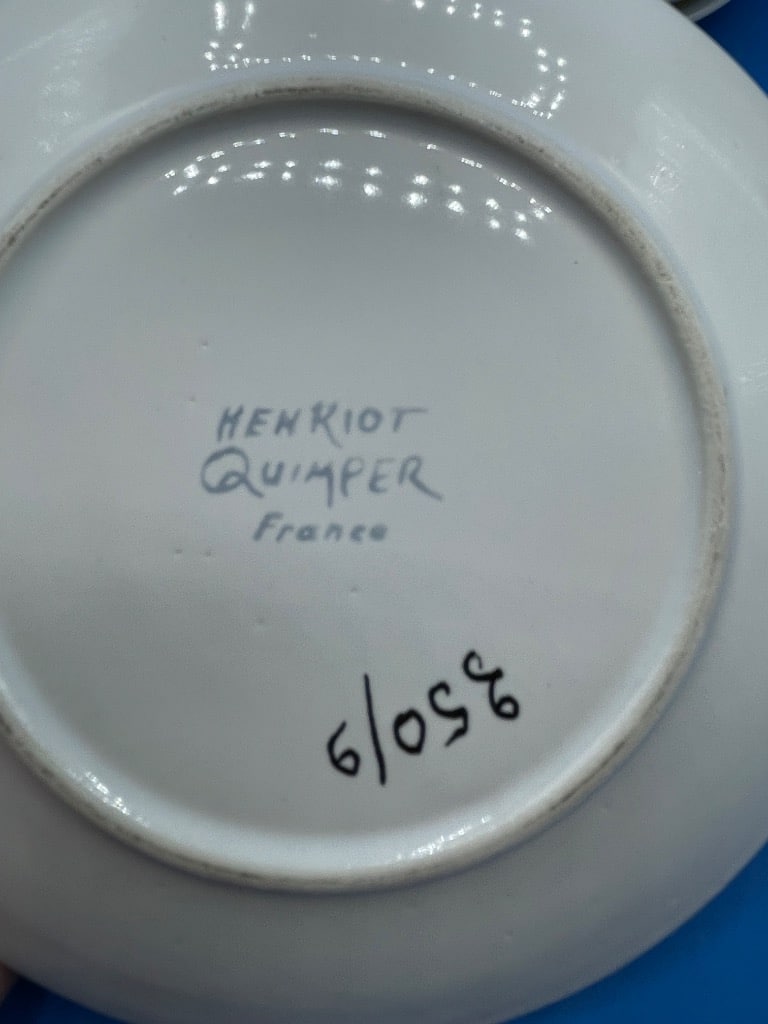 HENRIOT
QUIMPER
France
350/9